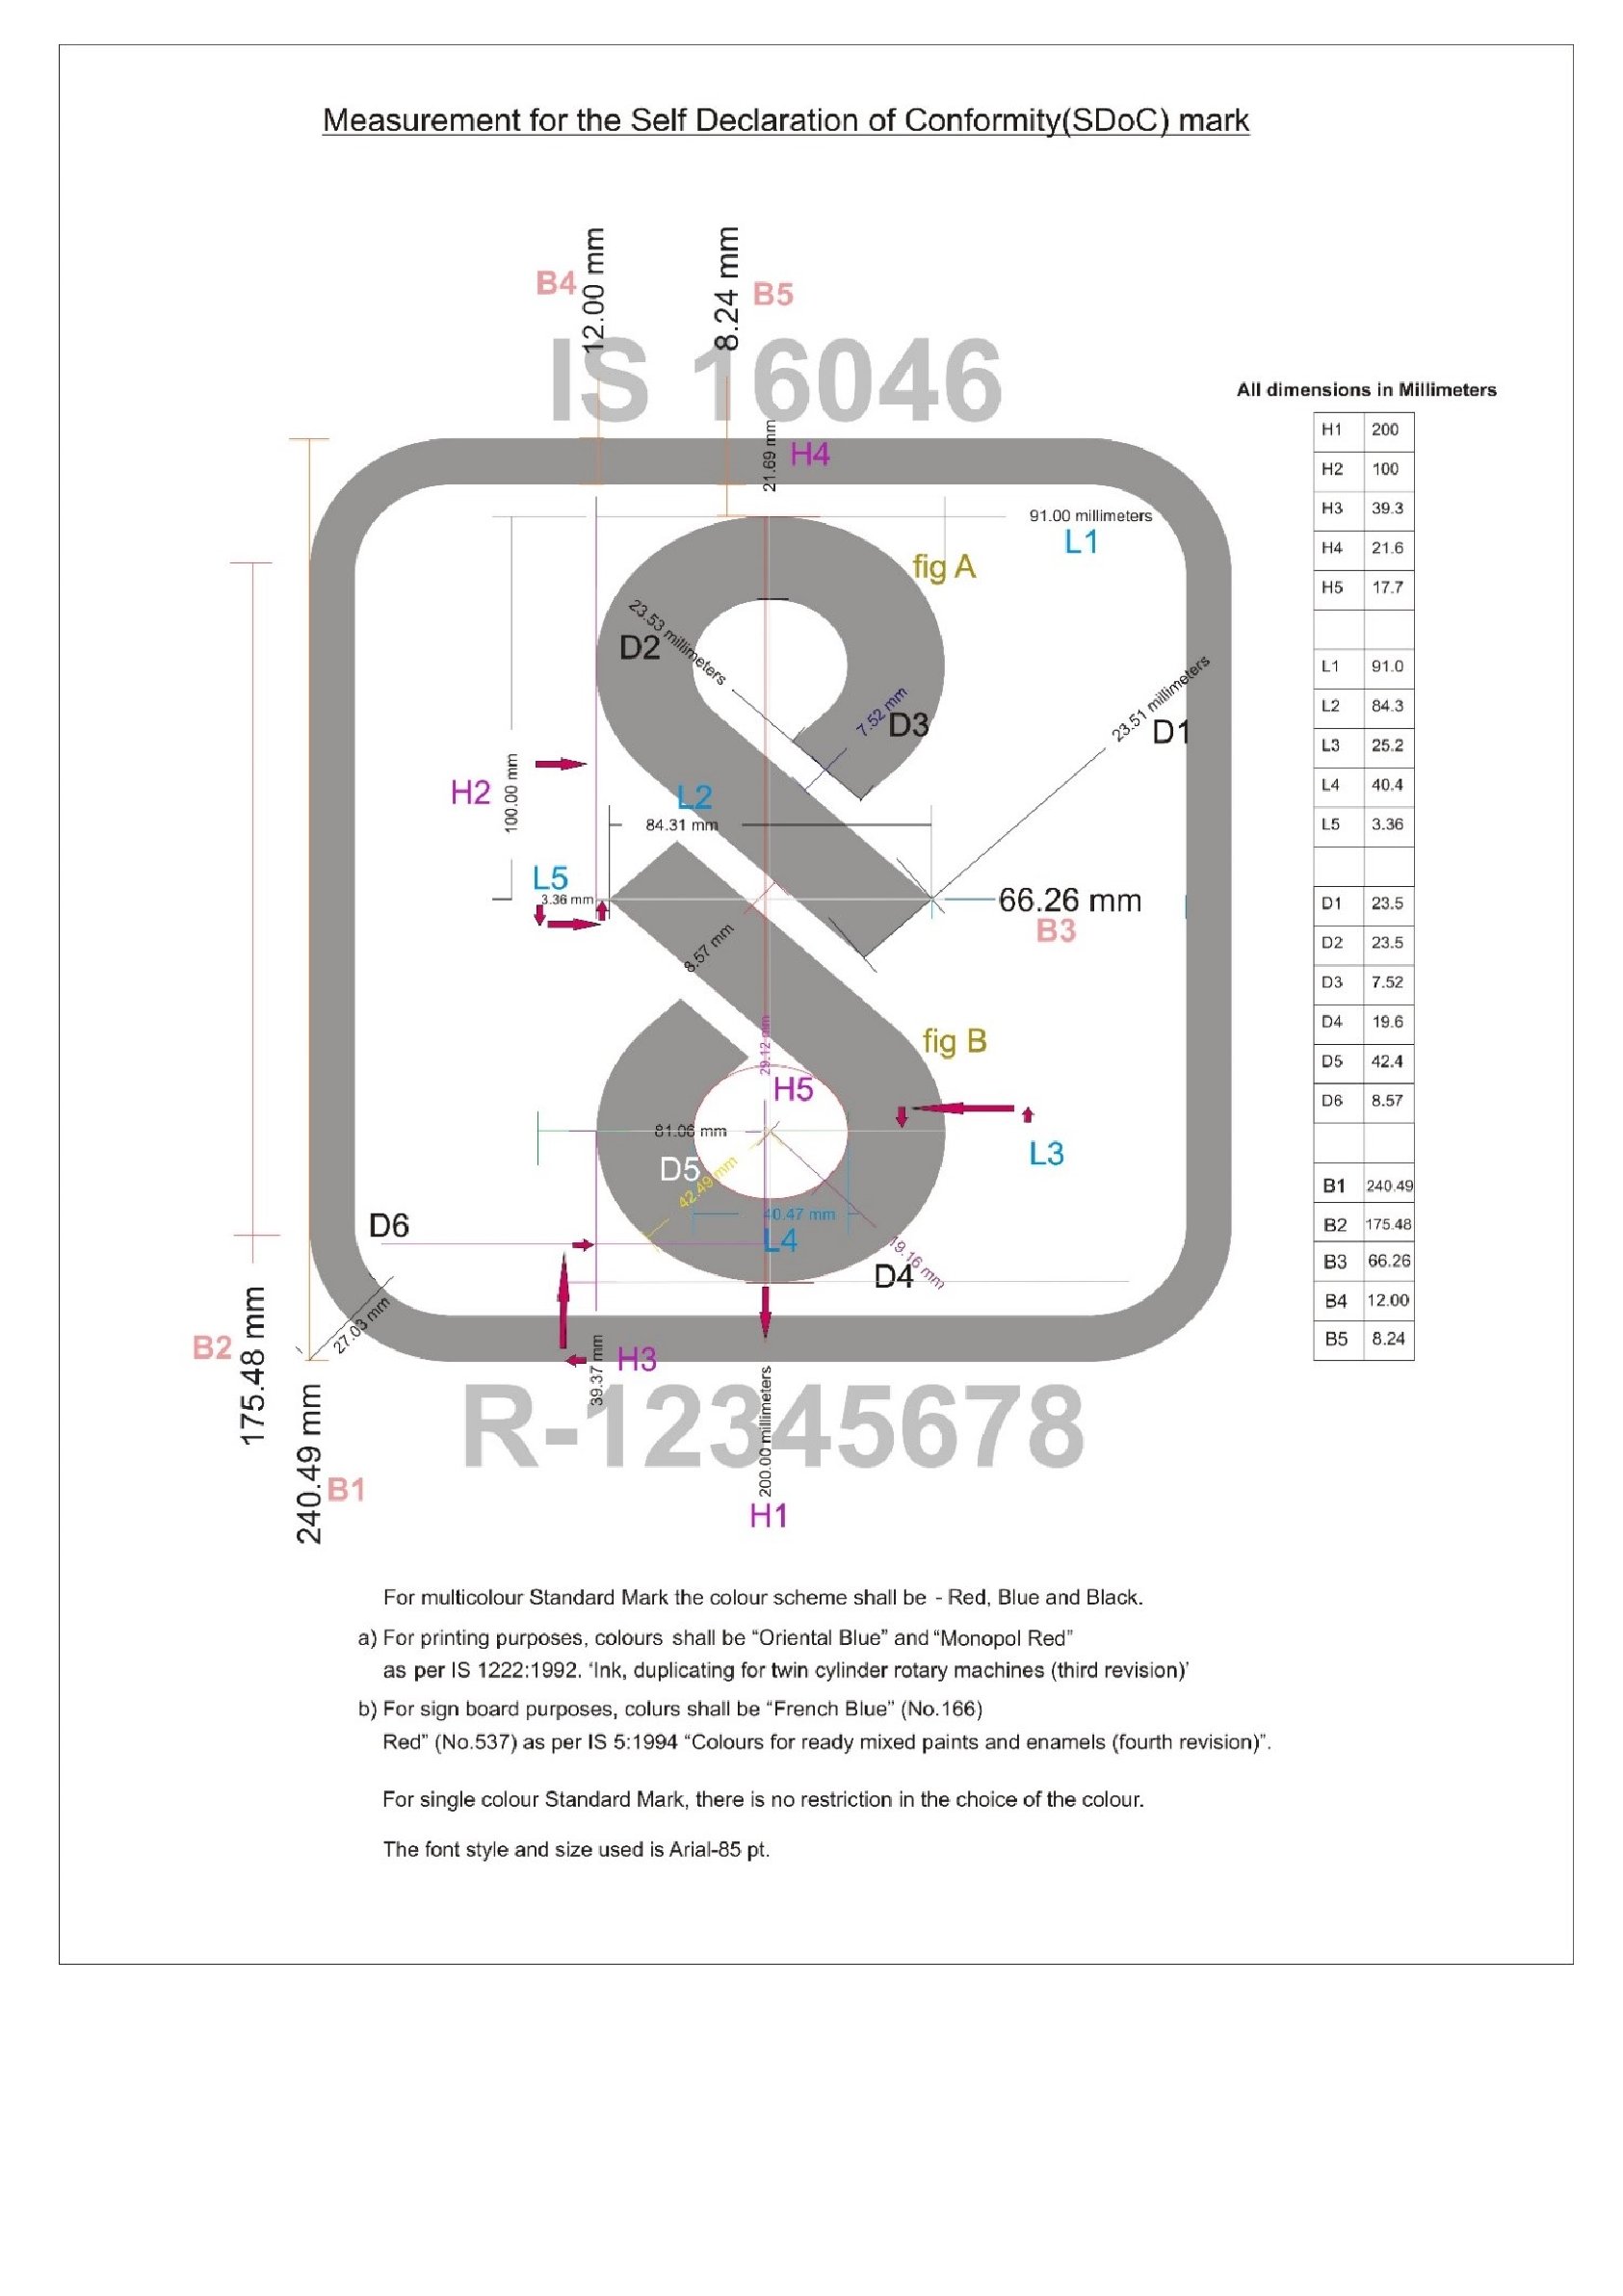 Measurement for the Self Declaration of Conformity(SDoC) mark
B4
12.00 mm
8.24 mm
B5
IS 16046
All dimensions in Millimeters
21.69 mm
H4
91.00 millimeters
L1
fig A
23.53 millimeters
D2
7.52 mm
D3
23.51 millimeters
D1
H2
100.00 mm
L2
84.31 mm
L5
3.36 mm
66.26 mm
B3
8.57 mm
fig B
29.12 mm
H5
81.06 mm
L3
D5
42.49 mm
40.47 mm
L4
D6
19.16 mm
D4
27.03 mm
B2
175.48 mm
39.37 mm
H3
R-12345678
240.49 mm
B1
200.00 millimeters
H1
H1 200
H2 100
H3 39.3
H4 21.6
H5 17.7
L1 91.0
L2 84.3
L3 25.2
L4 40.4
L5 3.36
D1 23.5
D2 23.5
D3 7.52
D4 19.6
D5 42.4
D6 8.57
B1 240.49
B2 175.48
B3 66.26
B4 12.00
B5 8.24
For multicolour Standard Mark the colour scheme shall be - Red, Blue and Black.
a) For printing purposes, colours shall be “Oriental Blue” and “Monopol Red”
as per IS 1222:1992. ‘Ink, duplicating for twin cylinder rotary machines (third revision)’
b) For sign board purposes, colurs shall be “French Blue” (No.166)
Red” (No.537) as per IS 5:1994 “Colours for ready mixed paints and enamels (fourth revision)”.
For single colour Standard Mark, there is no restriction in the choice of the colour.
The font style and size used is Arial-85 pt.